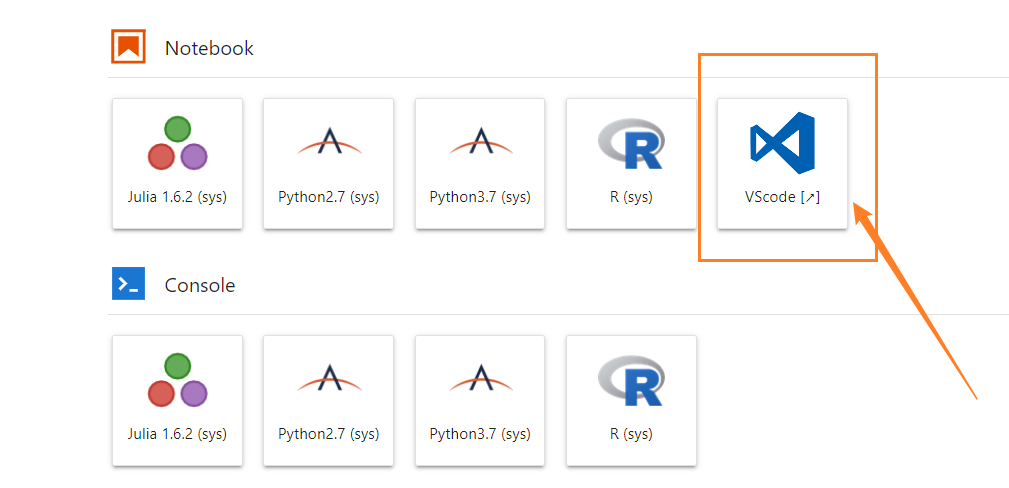 Notebook
Julia 1.6.2 (sys)
Python2.7 (sys)
Python3.7 (sys)
R (sys)
VScode [↗]
Console
Julia 1.6.2 (sys)
Python2.7 (sys)
Python3.7 (sys)
R (sys)